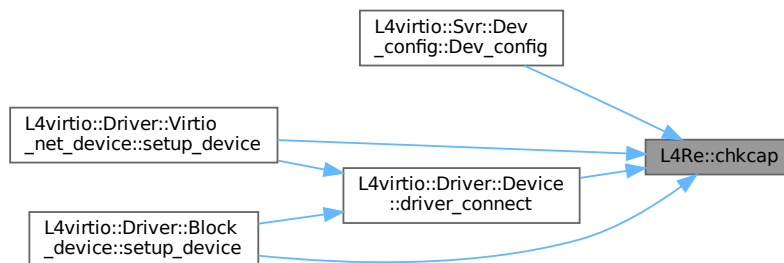 L4virtio::Svr::Dev
_config::Dev_config
L4virtio::Driver::Virtio
_net_device::setup_device
L4Re::chkcap
L4virtio::Driver::Device
::driver_connect
L4virtio::Driver::Block
_device::setup_device